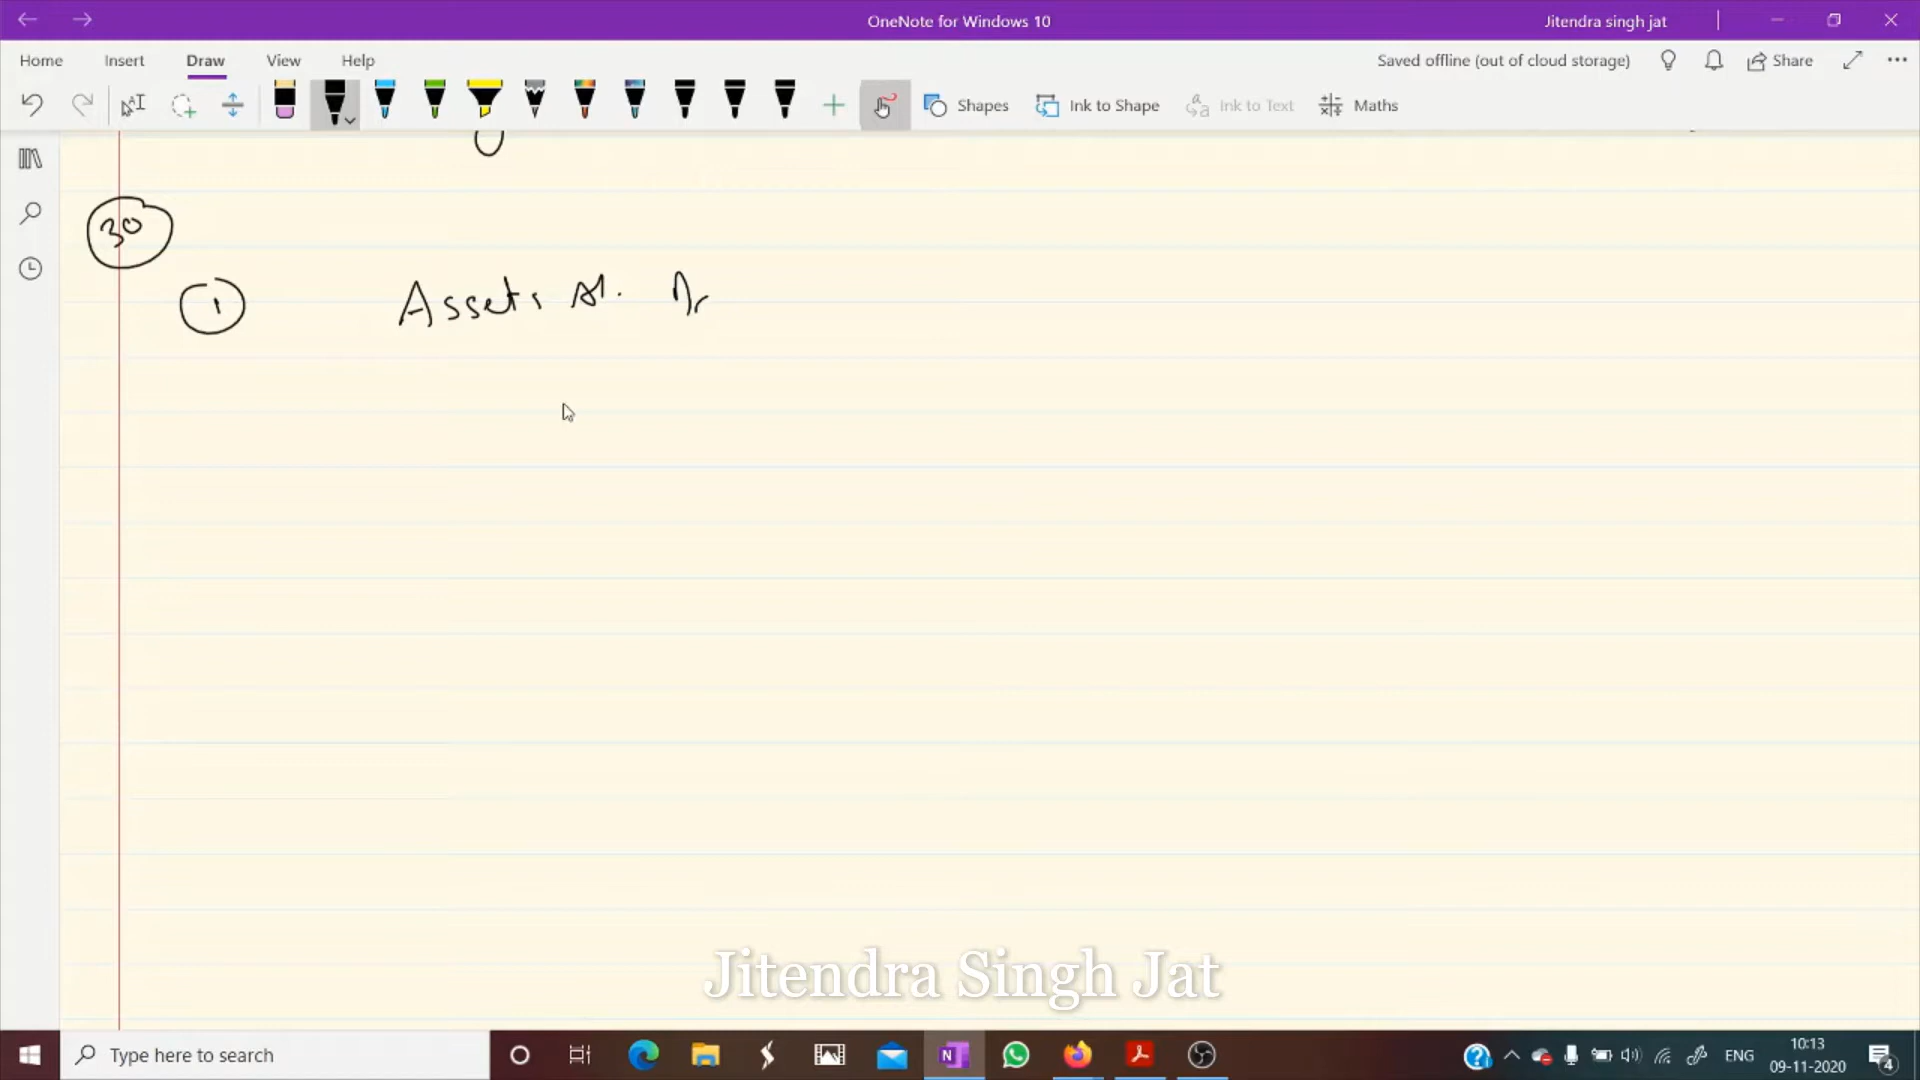 OneNote for Windows 10
Jitendra singh jat
Home Insert Draw View Help
Saved offline (out of cloud storage)
Share
Shapes
Ink to Shape
Ink to Text
Maths
30
1 Assets A/. Dr
Jitendra Singh Jat
Type here to search
N
ENG
10:13
09-11-2020
4